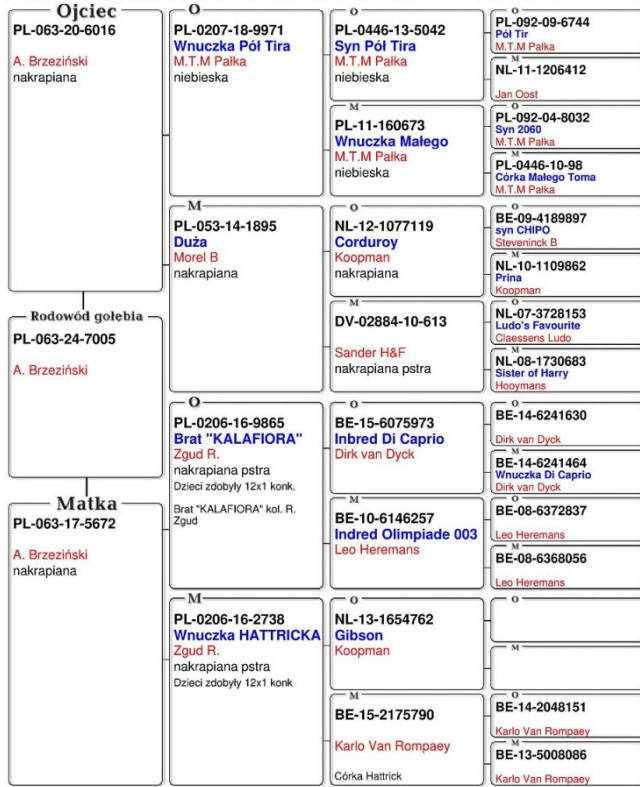 Ojciec
PL-063-20-6016
A. Brzeziński
nakrapiana
Rodowód gołębia
PL-063-24-7005
A. Brzeziński
Matka
PL-063-17-5672
A. Brzeziński
nakrapiana
O
PL-0207-18-9971
Wnuczka Pół Tira
M.T.M Pałka
niebieska
M
PL-053-14-1895
Duża
Morel B
nakrapiana
O
PL-0206-16-9865
Brat "KALAFIORA"
Zgud R.
nakrapiana pstra
Dzieci zdobyły 12x1 konk.
Brat "KALAFIORA" kol. R.
Zgud
M
PL-0206-16-2738
Wnuczka HATTRICKA
Zgud R.
nakrapiana pstra
Dzieci zdobyły 12x1 konk
O
PL-0446-13-5042
Syn Pół Tira
M.T.M Pałka
niebieska
M
PL-11-160673
Wnuczka Małego
M.T.M Pałka
niebieska
O
NL-12-1077119
Corduroy
Koopman
nakrapiana
M
DV-02884-10-613
Sander H&F
nakrapiana pstra
O
BE-15-6075973
Inbred Di Caprio
Dirk van Dyck
M
BE-10-6146257
Indred Olimpiade 003
Leo Heremans
O
NL-13-1654762
Gibson
Koopman
M
BE-15-2175790
Karlo Van Rompaey
Córka Hattrick
O
PL-092-09-6744
Pół Tir
M.T.M Pałka
M
NL-11-1206412
Jan Oost
O
PL-092-04-8032
Syn 2060
M.T.M Pałka
M
PL-0446-10-98
Córka Małego Toma
M.T.M Pałka
O
BE-09-4189897
syn CHIPO
Steveninck B
M
NL-10-1109862
Prina
Koopman
O
NL-07-3728153
Ludo's Favourite
Claessens Ludo
M
NL-08-1730683
Sister of Harry
Hooymans
O
BE-14-6241630
Dirk van Dyck
M
BE-14-6241464
Wnuczka Di Caprio
Dirk van Dyck
O
BE-08-6372837
Leo Heremans
M
BE-08-6368056
Leo Heremans
O
M
O
BE-14-2048151
Karlo Van Rompaey
M
BE-13-5008086
Karlo Van Rompaey